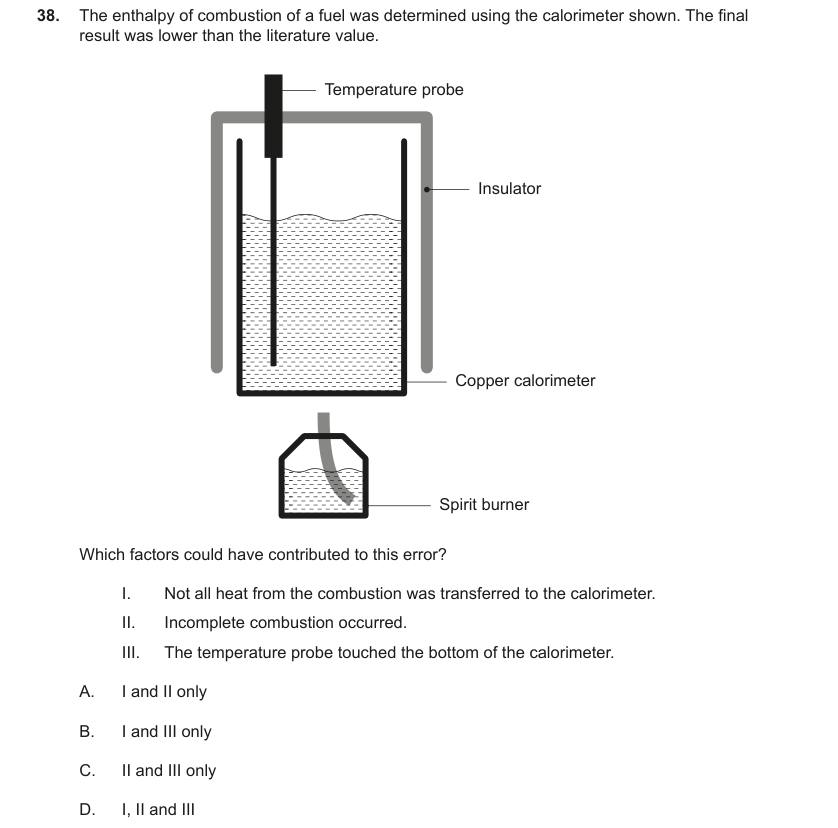 38. The enthalpy of combustion of a fuel was determined using the calorimeter shown. The final
result was lower than the literature value.
Temperature probe
Insulator
Copper calorimeter
Spirit burner
Which factors could have contributed to this error?
I. Not all heat from the combustion was transferred to the calorimeter.
II. Incomplete combustion occurred.
III. The temperature probe touched the bottom of the calorimeter.
A. I and II only
B. I and III only
C. II and III only
D. I, II and III